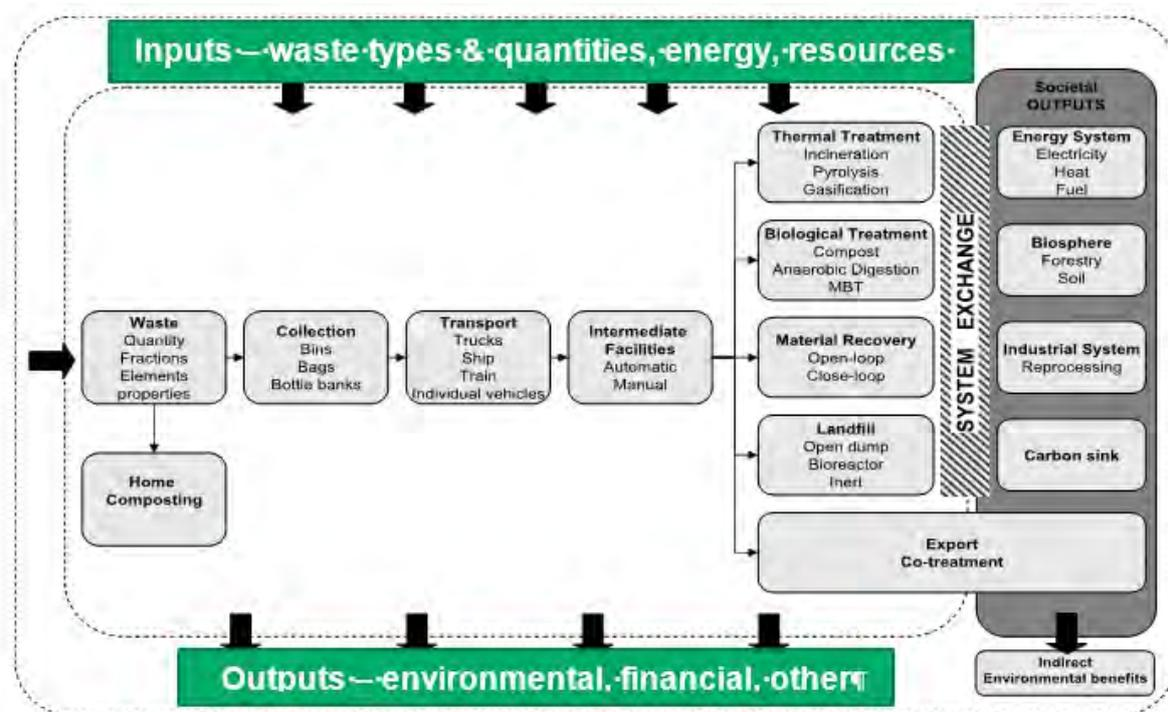 Inputs – waste types & quantities, energy, resources
Societal
OUTPUTS
Thermal Treatment
Incineration
Pyrolysis
Gasification
Energy System
Electricity
Heat
Fuel
Biological Treatment
Compost
Anaerobic Digestion
MBT
Biosphere
Forestry
Soil
SYSTEM EXCHANGE
Waste
Quantity
Fractions
Elements
properties
Collection
Bins
Bags
Bottle banks
Transport
Trucks
Ship
Train
Individual vehicles
Intermediate
Facilities
Automatic
Manual
Material Recovery
Open-loop
Close-loop
Industrial System
Reprocessing
Landfill
Open dump
Bioreactor
Inert
Carbon sink
Home
Composting
Export
Co-treatment
Outputs – environmental, financial, other¶
Indirect
Environmental benefits